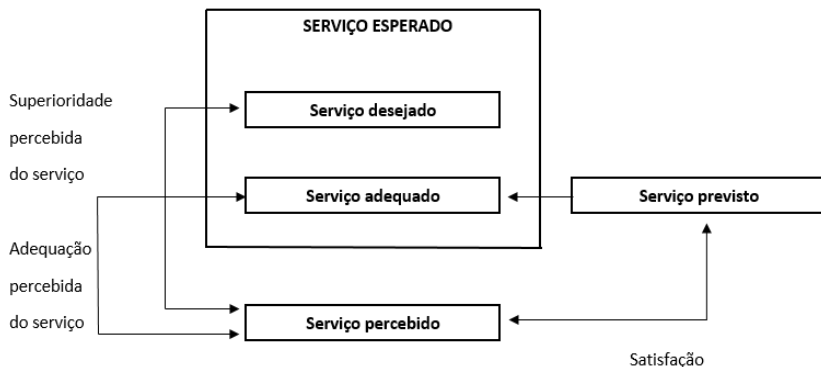 SERVIÇO ESPERADO
Superioridade
percebida
do serviço
Serviço desejado
Serviço adequado
Serviço previsto
Adequação
percebida
do serviço
Serviço percebido
Satisfação